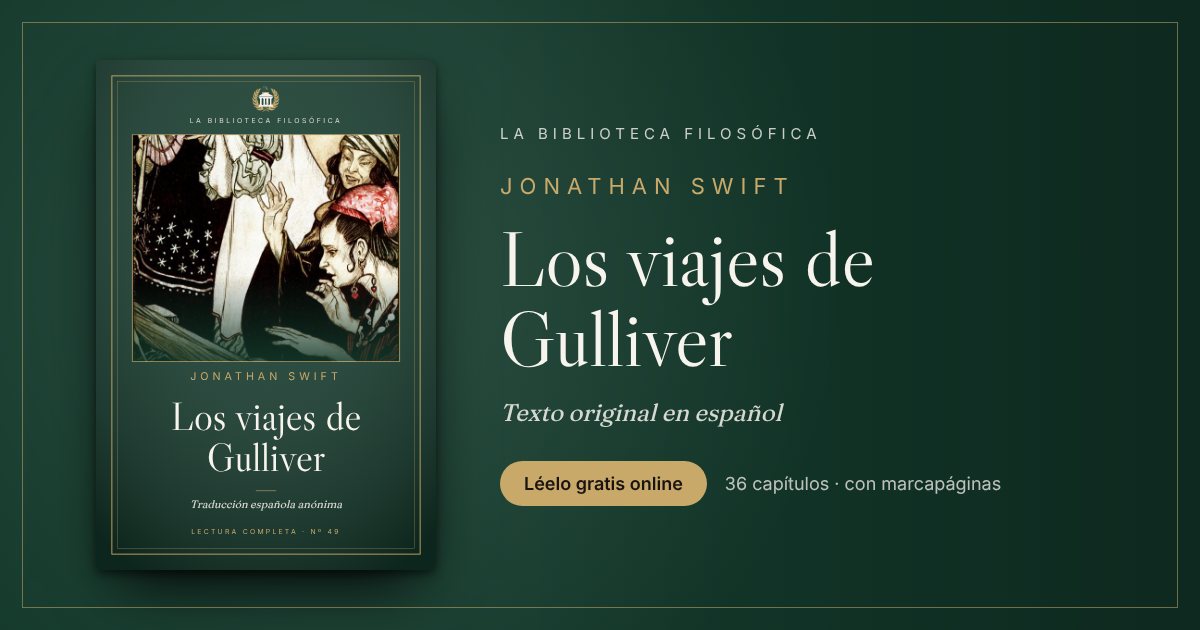 LA BIBLIOTECA FILOSÓFICA
JONATHAN SWIFT
Los viajes de
Gulliver
Traducción española anónima
LECTURA COMPLETA · Nº 49
LA BIBLIOTECA FILOSÓFICA
JONATHAN SWIFT
Los viajes de
Gulliver
Texto original en español
Léelo gratis online
36 capítulos · con marcapáginas